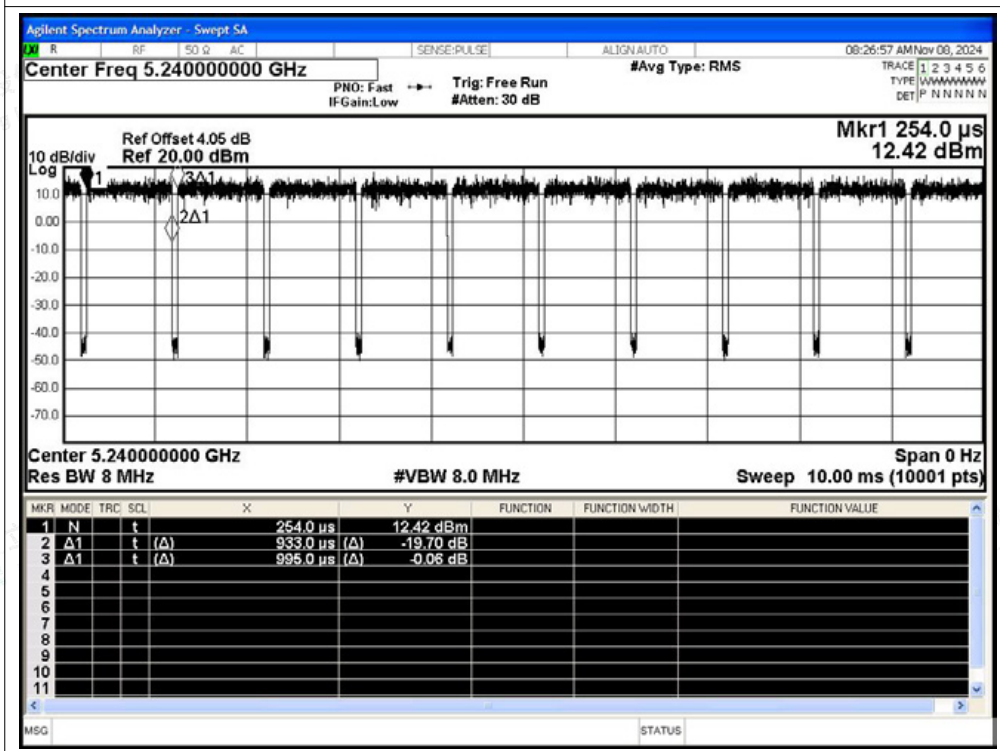 Agilent Spectrum Analyzer - Swept SA
LXI R RF 50 Ω AC SENSE:PULSE ALIGN AUTO 08:26:57 AM Nov 08, 2024
Center Freq 5.240000000 GHz #Avg Type: RMS TRACE 1 2 3 4 5 6
PNO: Fast Trig: Free Run TYPE WWWWWW
IFGain:Low #Atten: 30 dB DET P N N N N N
Mkr1 254.0 µs
12.42 dBm
Ref Offset 4.05 dB
10 dB/div Ref 20.00 dBm
Log
1 3Δ1
10.0
0.00
2Δ1
-10.0
-20.0
-30.0
-40.0
-50.0
-60.0
-70.0
Center 5.240000000 GHz Span 0 Hz
Res BW 8 MHz #VBW 8.0 MHz Sweep 10.00 ms (10001 pts)
MKR MODE TRC SCL X Y FUNCTION FUNCTION WIDTH FUNCTION VALUE
1 N t 254.0 µs 12.42 dBm
2 Δ1 t (Δ) 933.0 µs (Δ) -19.70 dB
3 Δ1 t (Δ) 995.0 µs (Δ) -0.06 dB
4
5
6
7
8
9
10
11
MSG STATUS